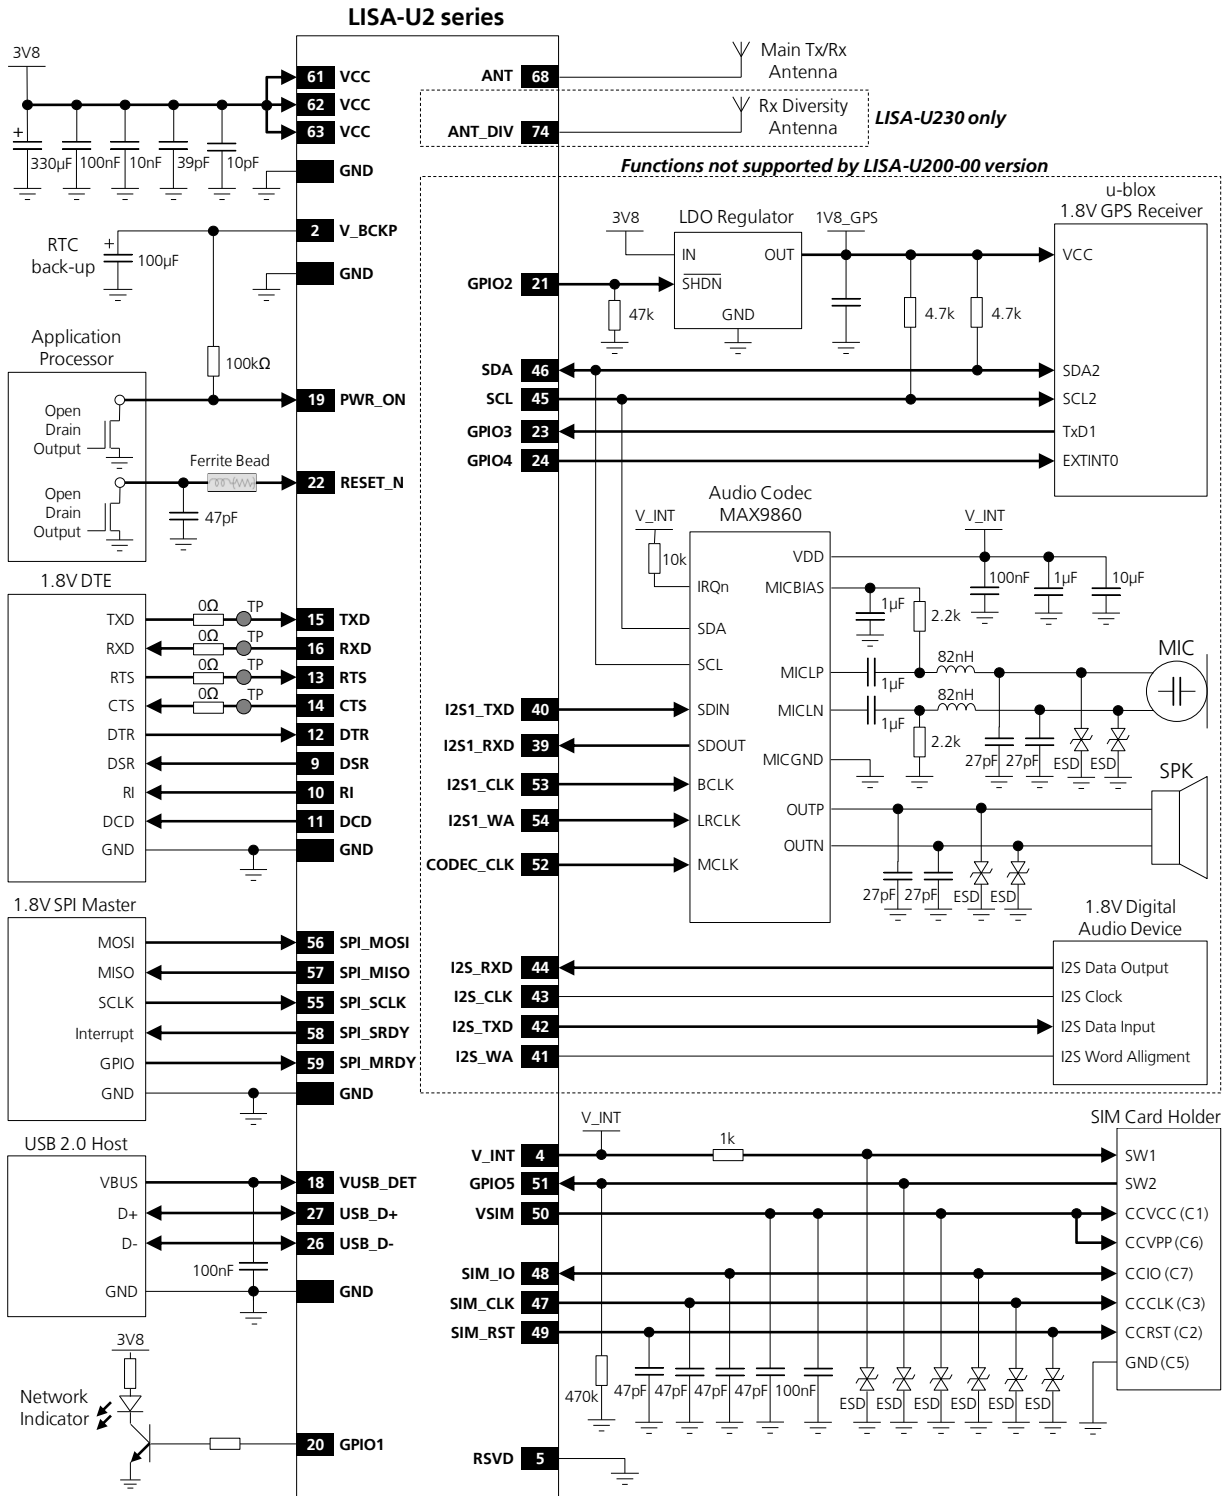 LISA-U2 series
3V8
61 VCC
62 VCC
63 VCC
330µF 100nF 10nF 39pF 10pF
GND
2 V_BCKP
RTC
back-up
+
100µF
GND
Application
Processor
100kΩ
Open
Drain
Output
19 PWR_ON
Ferrite Bead
22 RESET_N
Open
Drain
Output
47pF
1.8V DTE
TXD 0Ω TP 15 TXD
RXD 0Ω TP 16 RXD
RTS 0Ω TP 13 RTS
CTS 0Ω TP 14 CTS
DTR 12 DTR
DSR 9 DSR
RI 10 RI
DCD 11 DCD
GND GND
1.8V SPI Master
MOSI 56 SPI_MOSI
MISO 57 SPI_MISO
SCLK 55 SPI_SCLK
Interrupt 58 SPI_SRDY
GPIO 59 SPI_MRDY
GND GND
USB 2.0 Host
VBUS 18 VUSB_DET
D+ 27 USB_D+
D- 26 USB_D-
100nF
GND GND
3V8
Network
Indicator
20 GPIO1
ANT 68
Main Tx/Rx
Antenna
ANT_DIV 74
Rx Diversity
Antenna
LISA-U230 only
Functions not supported by LISA-U200-00 version
u-blox
1.8V GPS Receiver
3V8
LDO Regulator
1V8_GPS
IN OUT
VCC
GPIO2 21
SHDN
GND
47k
4.7k 4.7k
SDA 46 SDA2
SCL 45 SCL2
GPIO3 23 TxD1
GPIO4 24 EXTINT0
Audio Codec
MAX9860
V_INT
10k
IRQn
SDA
SCL
VDD
V_INT
100nF 1µF 10µF
MICBIAS
1µF
2.2k
MICLP
1µF
82nH
MIC
MICLN
1µF
82nH
2.2k
27pF 27pF ESD ESD
MICGND
I2S1_TXD 40 SDIN
I2S1_RXD 39 SDOUT
I2S1_CLK 53 BCLK
I2S1_WA 54 LRCLK
CODEC_CLK 52 MCLK
SPK
OUTP
OUTN
27pF 27pF ESD ESD
1.8V Digital
Audio Device
I2S_RXD 44 I2S Data Output
I2S_CLK 43 I2S Clock
I2S_TXD 42 I2S Data Input
I2S_WA 41 I2S Word Alligment
SIM Card Holder
V_INT
1k
V_INT 4 SW1
GPIO5 51 SW2
VSIM 50 CCVCC (C1)
CCVPP (C6)
SIM_IO 48 CCIO (C7)
SIM_CLK 47 CCCLK (C3)
SIM_RST 49 CCRST (C2)
GND (C5)
470k 47pF 47pF 47pF 47pF 100nF ESD ESD ESD ESD ESD ESD
RSVD 5